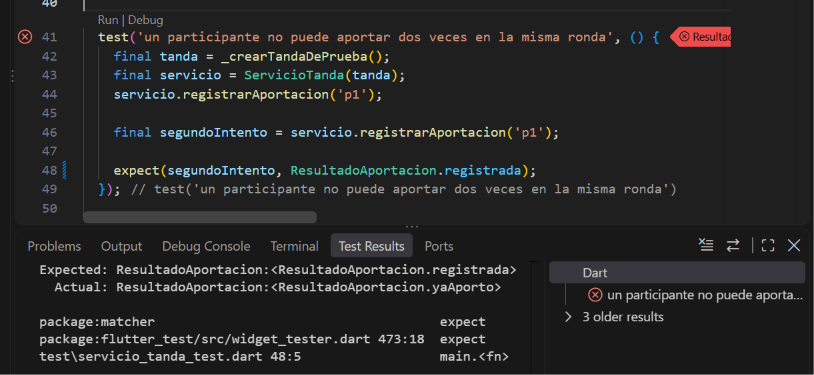 40
Run | Debug
41 test('un participante no puede aportar dos veces en la misma ronda', () { Resultad
42 final tanda = _crearTandaDePrueba();
43 final servicio = ServicioTanda(tanda);
44 servicio.registrarAportacion('p1');
45
46 final segundoIntento = servicio.registrarAportacion('p1');
47
48 expect(segundoIntento, ResultadoAportacion.registrada);
49 }); // test('un participante no puede aportar dos veces en la misma ronda')
50
Problems Output Debug Console Terminal Test Results Ports
Expected: ResultadoAportacion:<ResultadoAportacion.registrada>
Actual: ResultadoAportacion:<ResultadoAportacion.yaAporto>
package:matcher expect
package:flutter_test/src/widget_tester.dart 473:18 expect
test\servicio_tanda_test.dart 48:5 main.<fn>
Dart
un participante no puede aporta...
3 older results